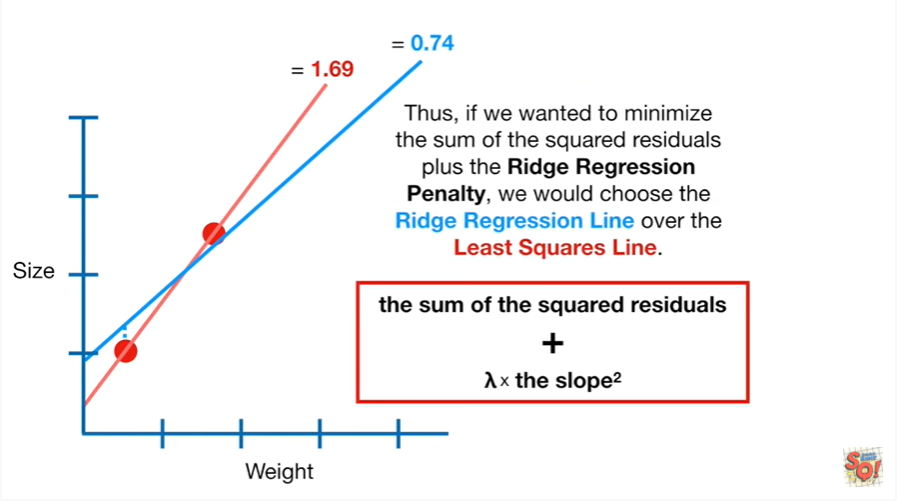 = 0.74
= 1.69
Thus, if we wanted to minimize
the sum of the squared residuals
plus the Ridge Regression
Penalty, we would choose the
Ridge Regression Line over the
Least Squares Line.
Size
the sum of the squared residuals
+
λ x the slope²
Weight
SQ!